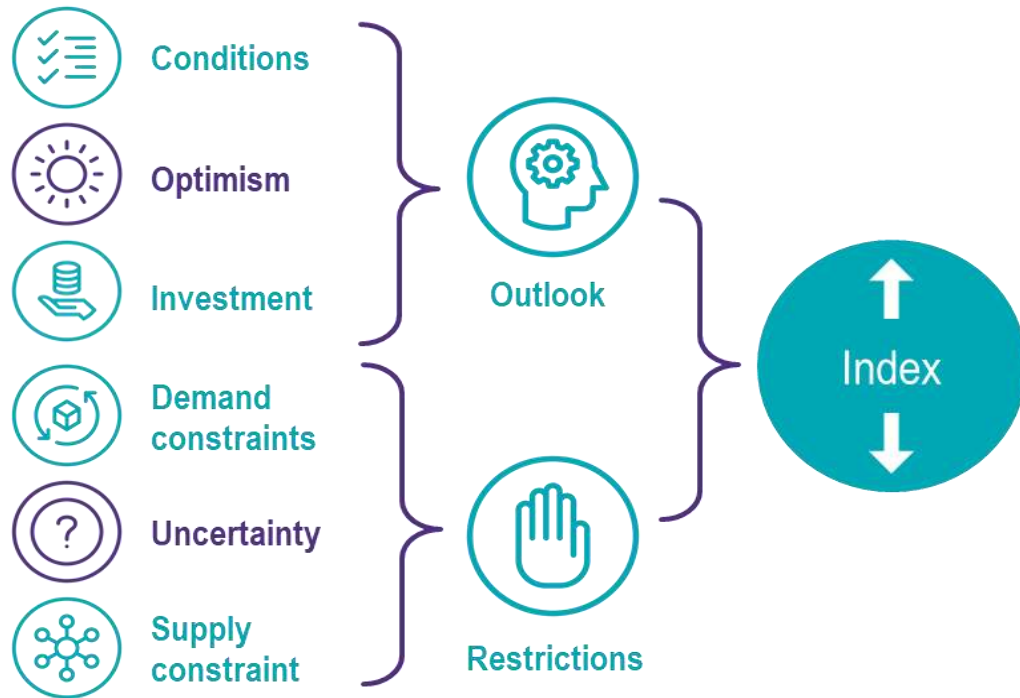 Conditions
Optimism
Investment
Demand
constraints
?
Uncertainty
Supply
constraint
Outlook
Restrictions
Index